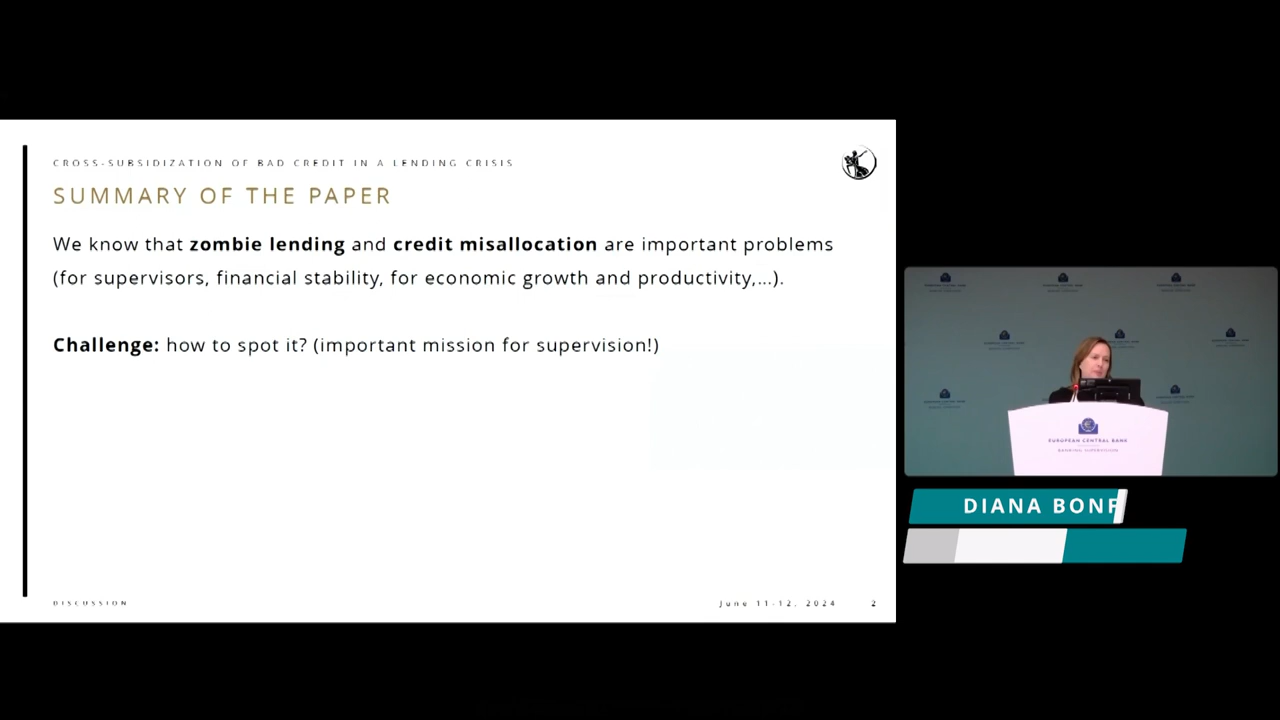 CROSS-SUBSIDIZATION OF BAD CREDIT IN A LENDING CRISIS
SUMMARY OF THE PAPER
We know that zombie lending and credit misallocation are important problems
(for supervisors, financial stability, for economic growth and productivity,...).
Challenge: how to spot it? (important mission for supervision!)
DISCUSSION
June 11-12, 2024
2
EUROPEAN CENTRAL BANK
BANKING SUPERVISION
DIANA BONF